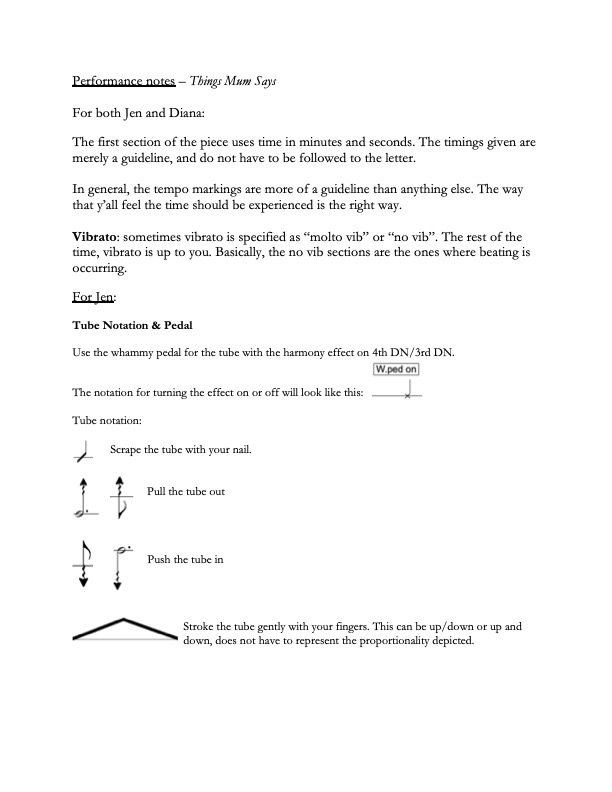 Performance notes – Things Mum Says
For both Jen and Diana:
The first section of the piece uses time in minutes and seconds. The timings given are
merely a guideline, and do not have to be followed to the letter.
In general, the tempo markings are more of a guideline than anything else. The way
that y’all feel the time should be experienced is the right way.
Vibrato: sometimes vibrato is specified as “molto vib” or “no vib”. The rest of the
time, vibrato is up to you. Basically, the no vib sections are the ones where beating is
occurring.
For Jen:
Tube Notation & Pedal
Use the whammy pedal for the tube with the harmony effect on 4th DN/3rd DN.
W.ped on
The notation for turning the effect on or off will look like this:
Tube notation:
Scrape the tube with your nail.
Pull the tube out
Push the tube in
Stroke the tube gently with your fingers. This can be up/down or up and
down, does not have to represent the proportionality depicted.